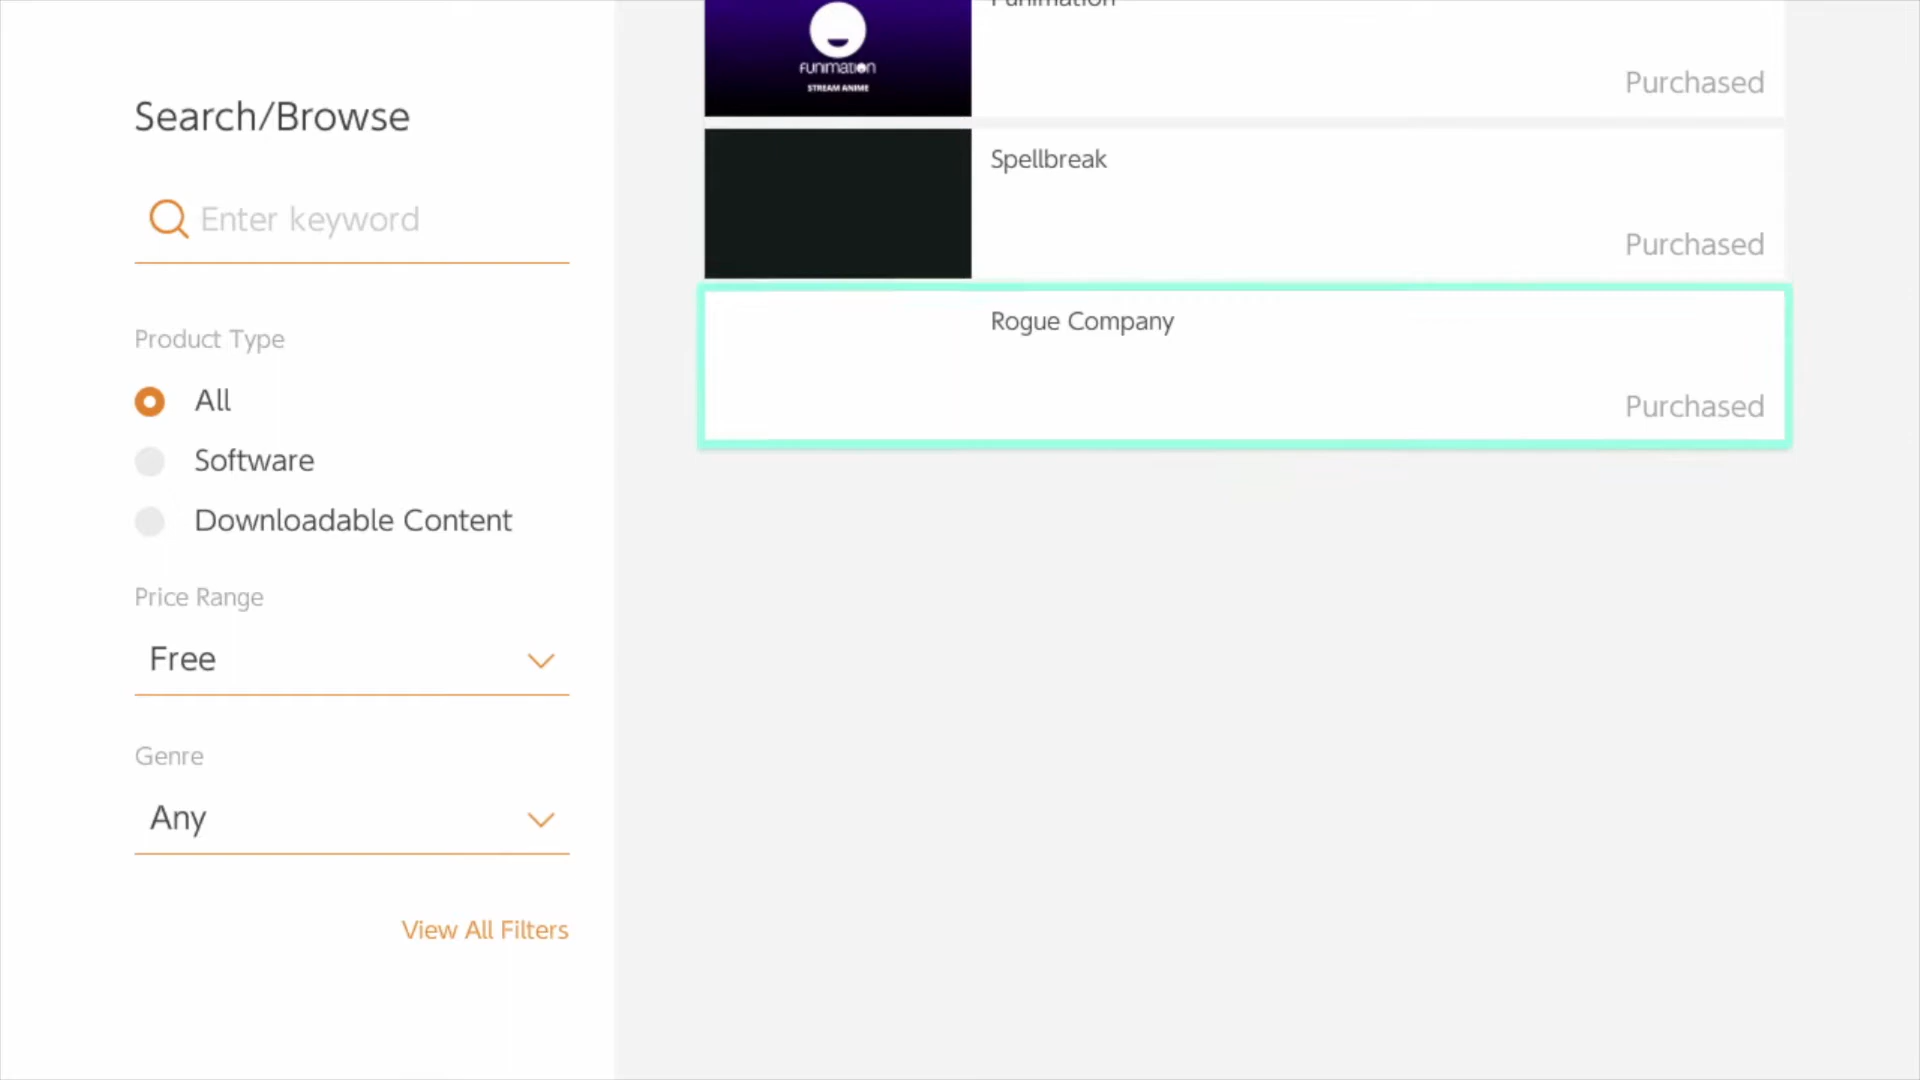 Search/Browse
Enter keyword
Product Type
All
Software
Downloadable Content
Price Range
Free
Genre
Any
View All Filters
Funimation
FUNIMATION
STREAM ANIME
Purchased
Spellbreak
Purchased
Rogue Company
Purchased